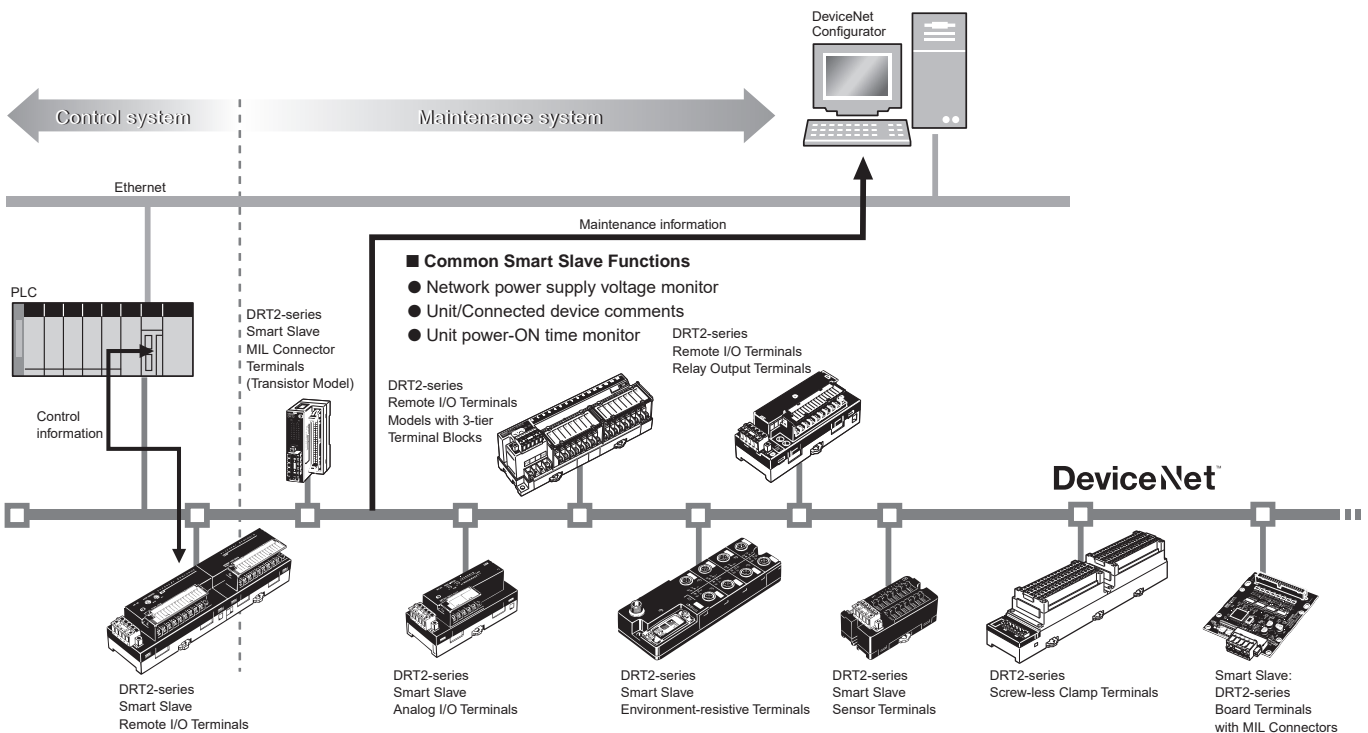 DeviceNet
Configurator
Control system
Maintenance system
Ethernet
Maintenance information
■ Common Smart Slave Functions
● Network power supply voltage monitor
● Unit/Connected device comments
● Unit power-ON time monitor
PLC
DRT2-series
Smart Slave
MIL Connector
Terminals
(Transistor Model)
DRT2-series
Remote I/O Terminals
Relay Output Terminals
DRT2-series
Remote I/O Terminals
Models with 3-tier
Terminal Blocks
Control
information
DeviceNet™
DRT2-series
Smart Slave
Remote I/O Terminals
DRT2-series
Smart Slave
Analog I/O Terminals
DRT2-series
Smart Slave
Environment-resistive Terminals
DRT2-series
Smart Slave
Sensor Terminals
DRT2-series
Screw-less Clamp Terminals
Smart Slave:
DRT2-series
Board Terminals
with MIL Connectors